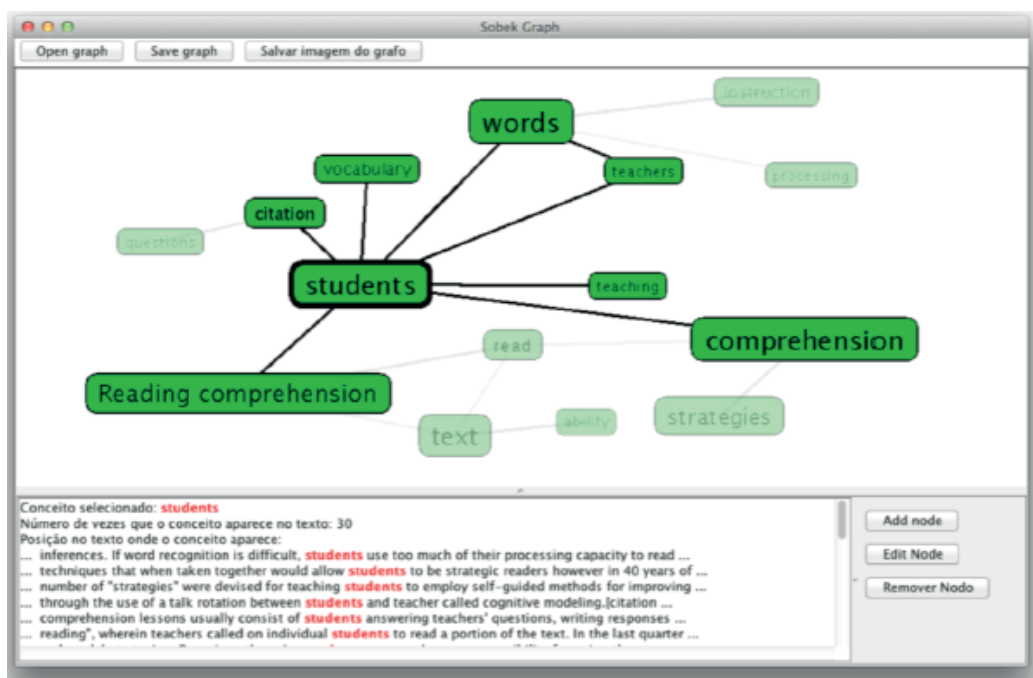 Sobek Graph
Open graph Save graph Salvar imagem do grafo
instruction
words
vocabulary
teachers
processing
citation
questions
students
teaching
comprehension
read
Reading comprehension
strategies
ability
text
Conceito selecionado: students
Número de vezes que o conceito aparece no texto: 30
Posição no texto onde o conceito aparece:
... inferences. If word recognition is difficult, students use too much of their processing capacity to read ...
... techniques that when taken together would allow students to be strategic readers however in 40 years of ...
... number of "strategies" were devised for teaching students to employ self-guided methods for improving ...
... through the use of a talk rotation between students and teacher called cognitive modeling.[citation ...
... comprehension lessons usually consist of students answering teachers' questions, writing responses ...
... reading", wherein teachers called on individual students to read a portion of the text. In the last quarter ...
Add node
Edit Node
Remover Nodo